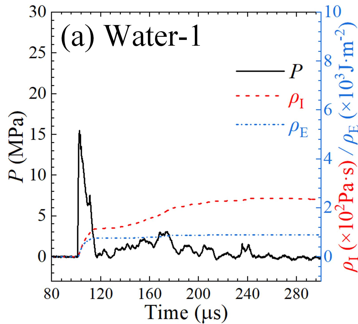 (a) Water-1
P
ρI
ρE
30
25
20
15
10
5
0
P (MPa)
10
8
6
4
2
0
ρI (×10²Pa·s) / ρE (×10³J·m⁻²)
80 120 160 200 240 280
Time (μs)